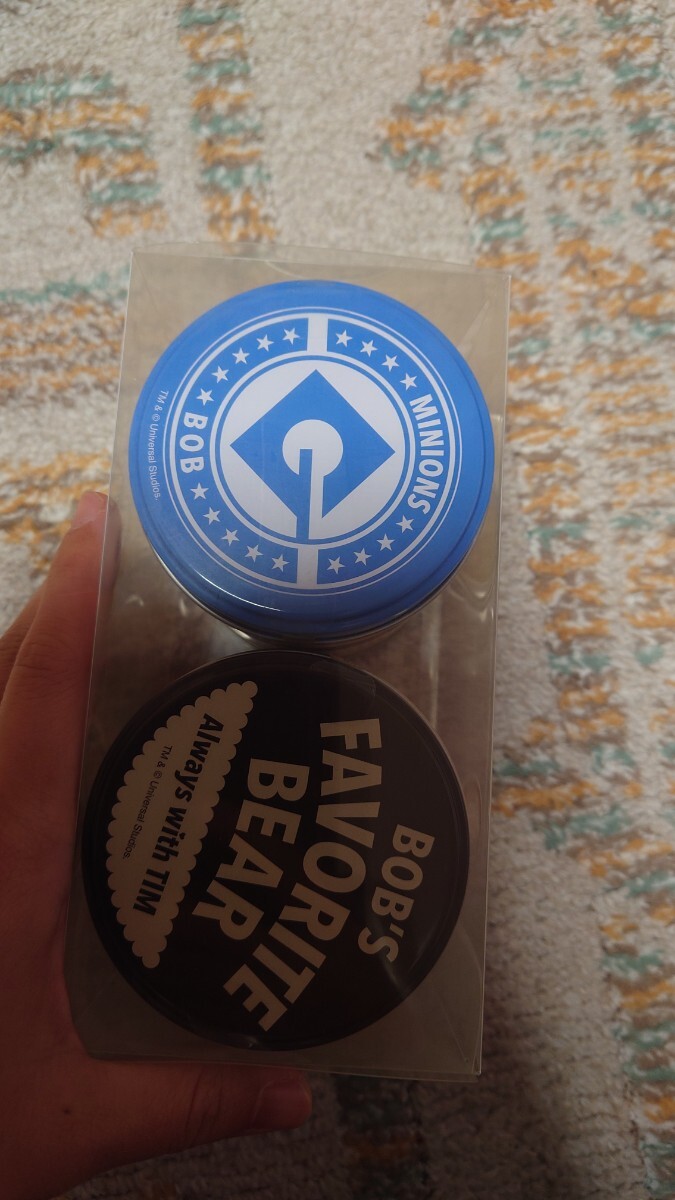 MINIONS
BOB
TM & © Universal Studios.
BOB'S
FAVORITE
BEAR
Always with TIM
TM & © Universal Studios.